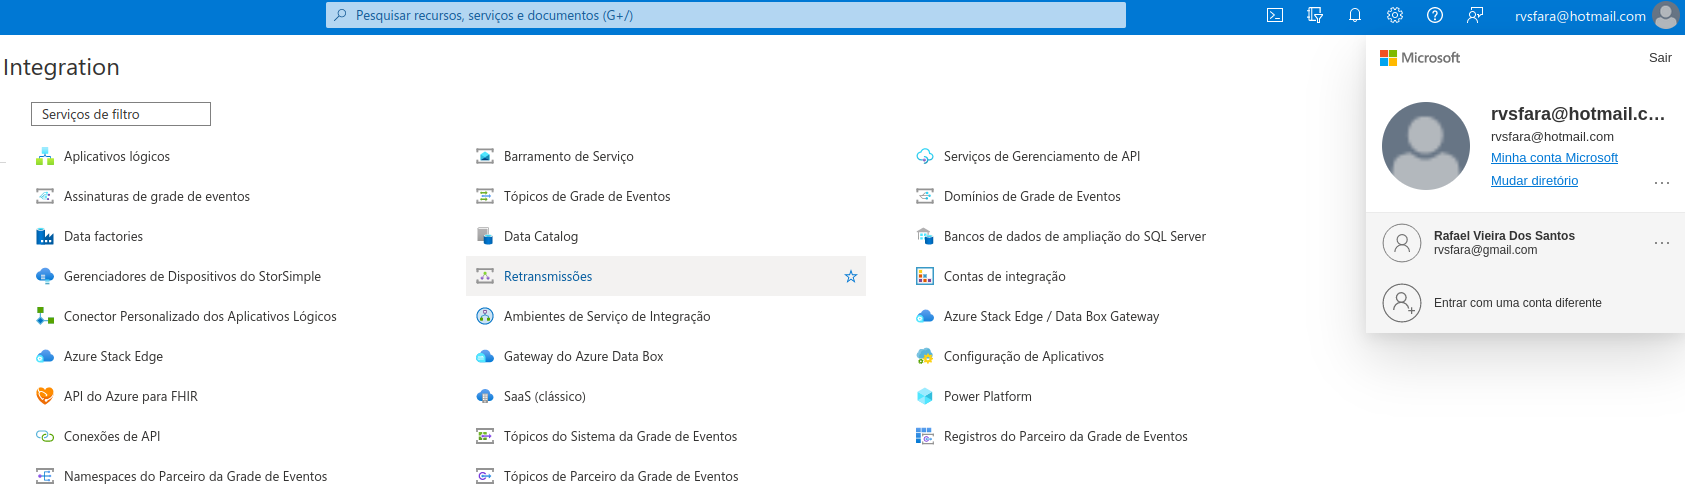 Pesquisar recursos, serviços e documentos (G+/)
rvsfara@hotmail.com
Integration
Serviços de filtro
Aplicativos lógicos
Barramento de Serviço
Serviços de Gerenciamento de API
Assinaturas de grade de eventos
Tópicos de Grade de Eventos
Domínios de Grade de Eventos
Data factories
Data Catalog
Bancos de dados de ampliação do SQL Server
Gerenciadores de Dispositivos do StorSimple
Retransmissões
Contas de integração
Conector Personalizado dos Aplicativos Lógicos
Ambientes de Serviço de Integração
Azure Stack Edge / Data Box Gateway
Azure Stack Edge
Gateway do Azure Data Box
Configuração de Aplicativos
API do Azure para FHIR
SaaS (clássico)
Power Platform
Conexões de API
Tópicos do Sistema da Grade de Eventos
Registros do Parceiro da Grade de Eventos
Namespaces do Parceiro da Grade de Eventos
Tópicos de Parceiro da Grade de Eventos
Microsoft
Sair
rvsfara@hotmail.c...
rvsfara@hotmail.com
Minha conta Microsoft
Mudar diretório
...
Rafael Vieira Dos Santos
rvsfara@gmail.com
...
Entrar com uma conta diferente